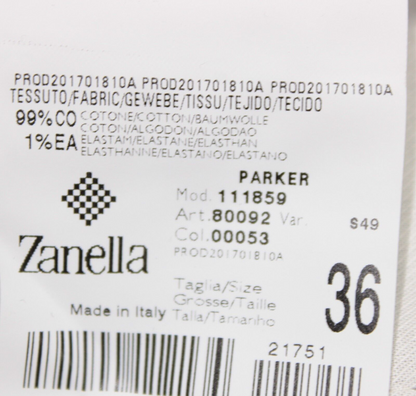 PROD201701810A PROD201701810A PROD201701810A
TESSUTO/FABRIC/GEWEBE/TISSU/TEJIDO/TECIDO
99%CO COTONE/COTTON/BAUMWOLLE
COTON/ALGODON/ALGODAO
1%EA ELASTAM/ELASTANE/ELASTHAN
ELASTHANNE/ELASTANO/ELASTANO
PARKER
Mod. 111859
Art. 80092 Var. S49
Col. 00053
PROD201701810A
Zanella
Taglia/Size
Grosse/Taille
Made in Italy Talla/Tamanho
36
21751